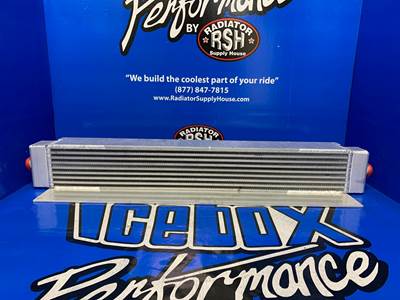 Performance
BY
RADIATOR
RSH
Supply House
“We build the coolest part of your ride”
(877) 847-7815
www.RadiatorSupplyHouse.com
RADIATOR
RSH
icebox
Performance